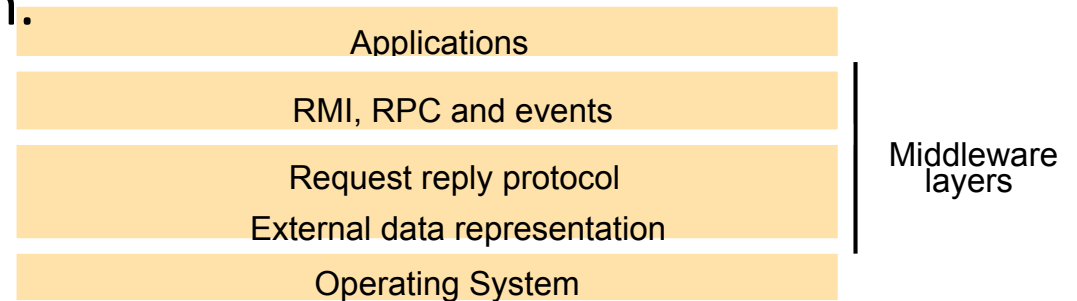 n.
Applications
RMI, RPC and events
Request reply protocol
External data representation
Operating System
Middleware
layers